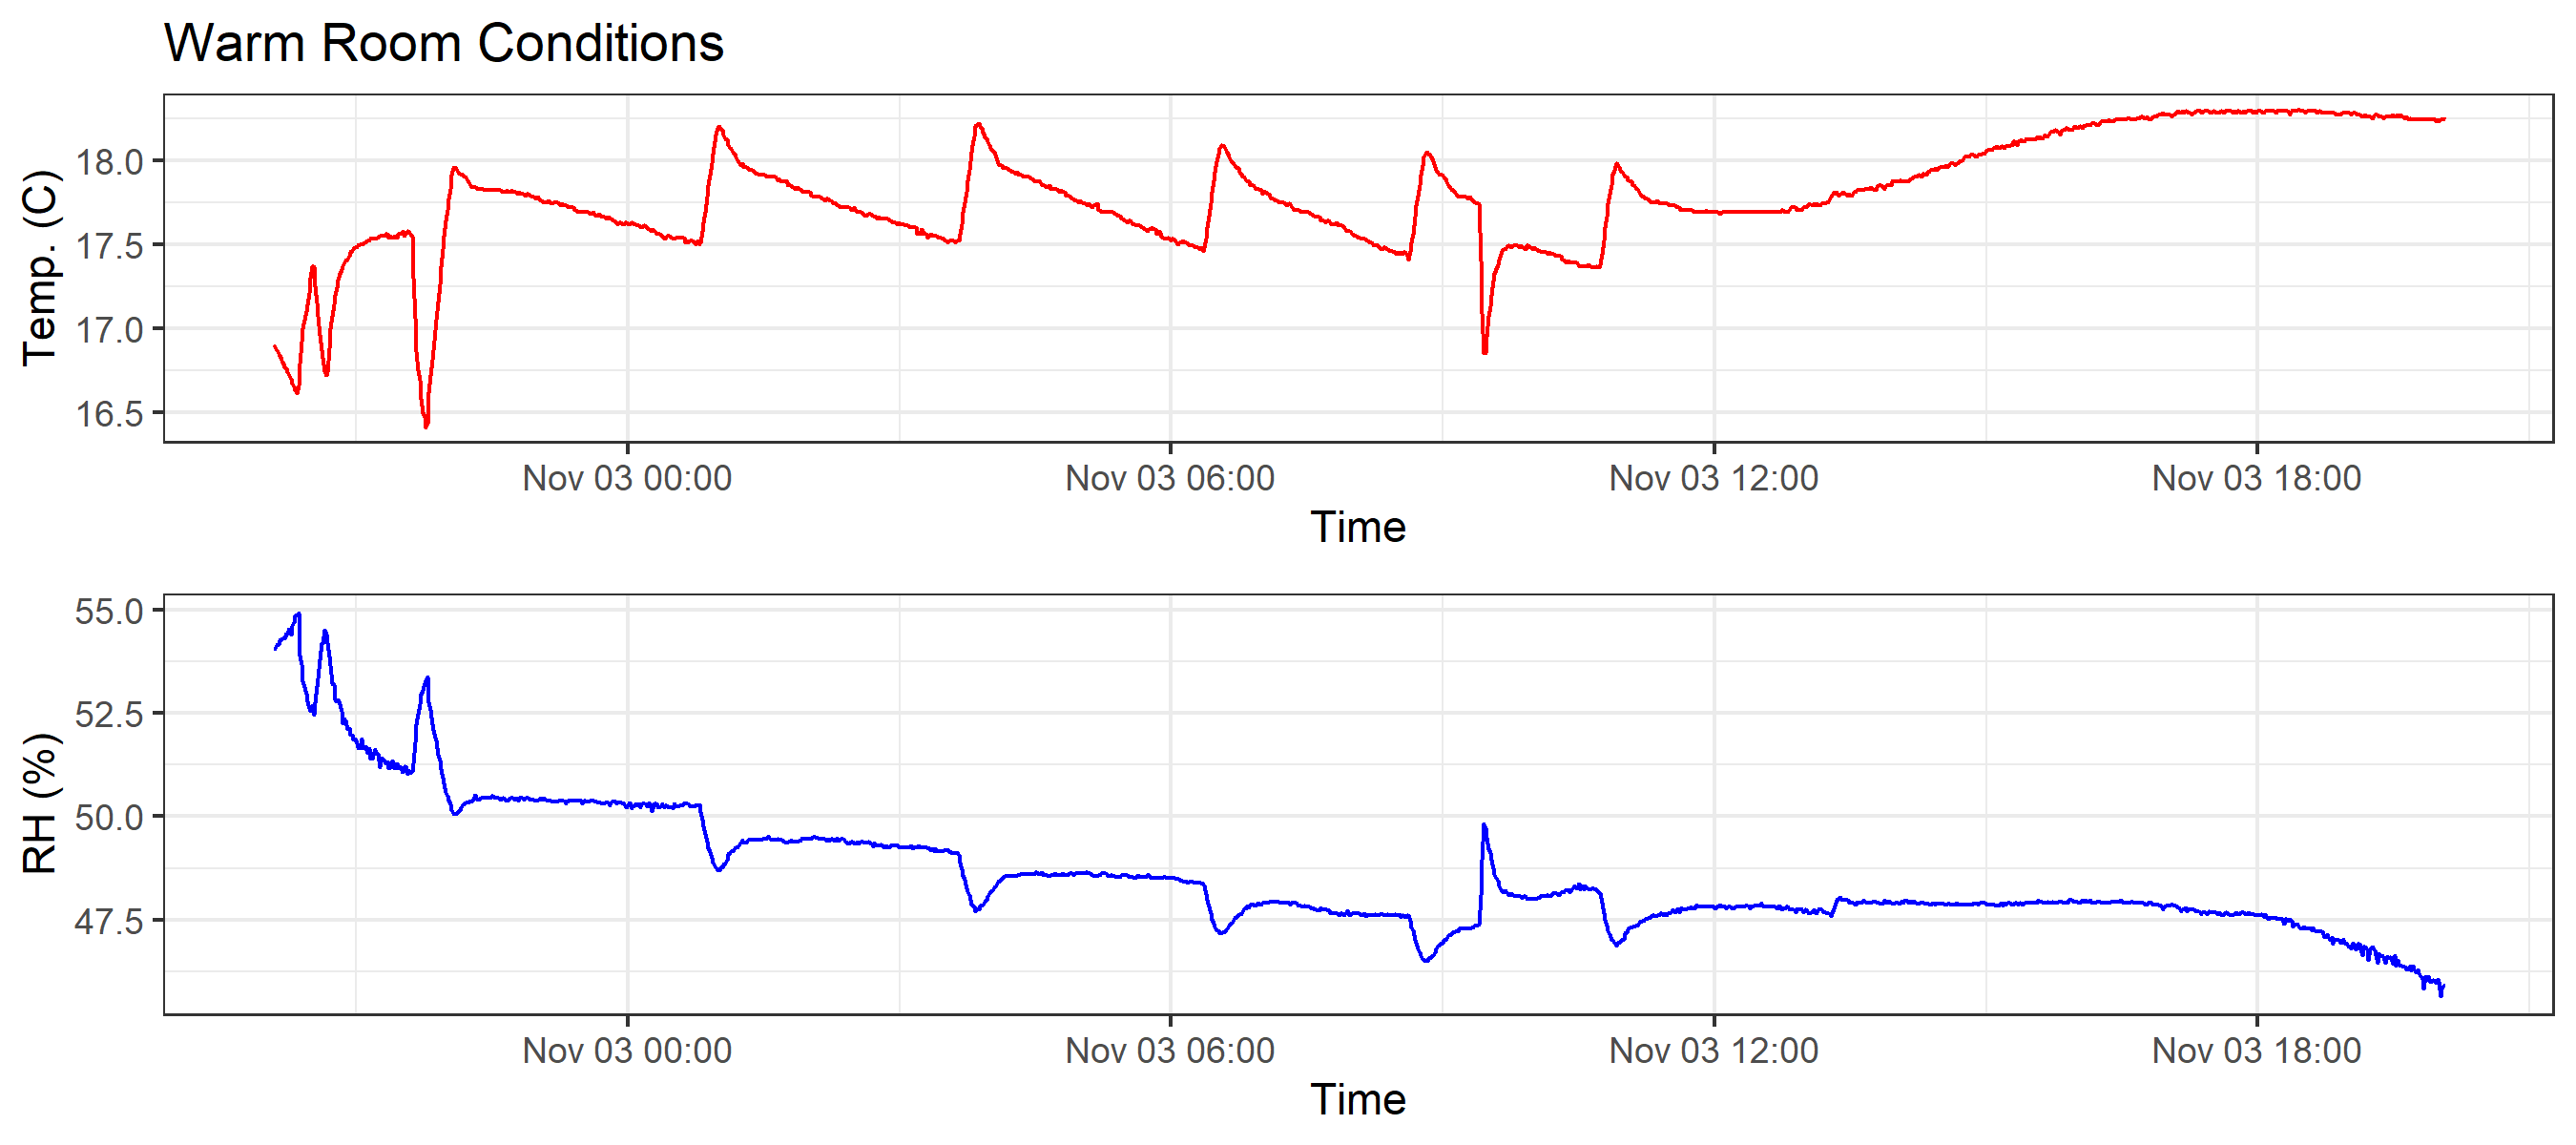 Warm Room Conditions
Temp. (C)
18.0
17.5
17.0
16.5
Nov 03 00:00 Nov 03 06:00 Nov 03 12:00 Nov 03 18:00
Time
RH (%)
55.0
52.5
50.0
47.5
Nov 03 00:00 Nov 03 06:00 Nov 03 12:00 Nov 03 18:00
Time